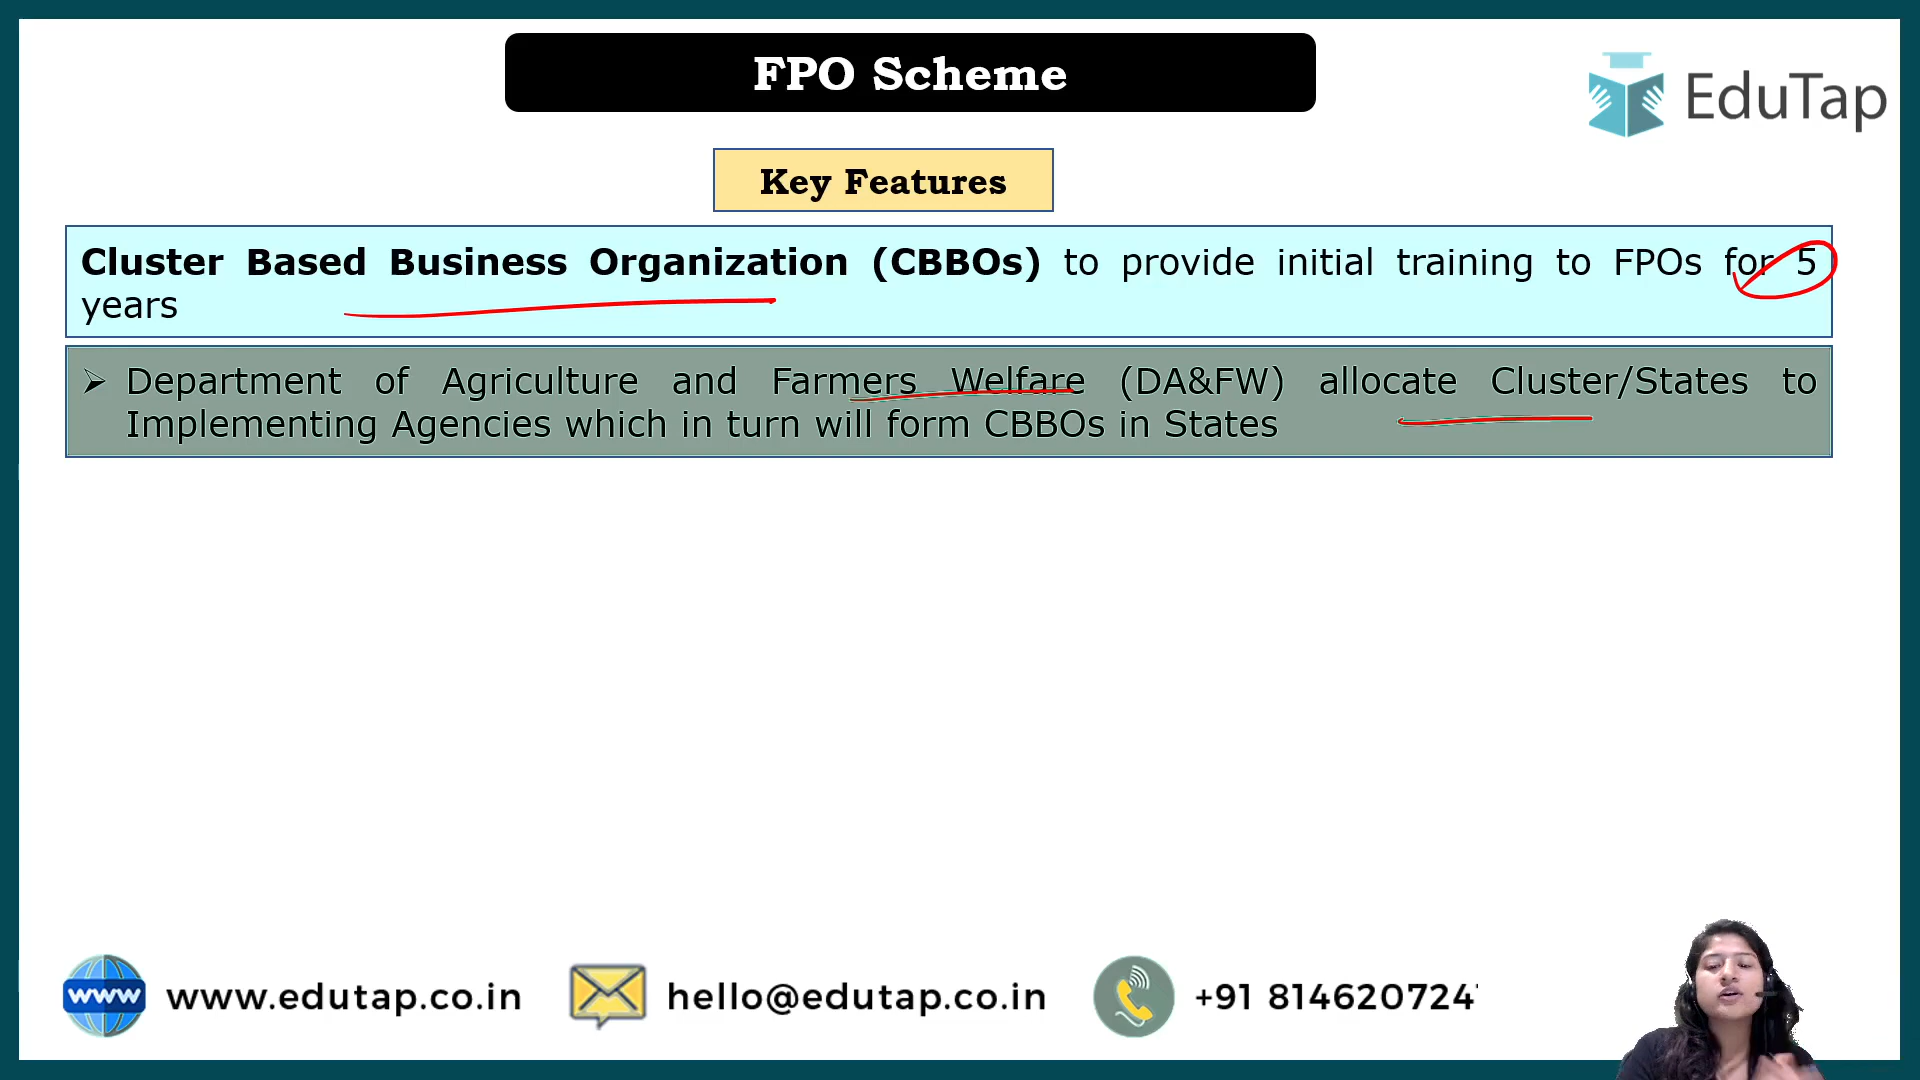 FPO Scheme
EduTap
Key Features
Cluster Based Business Organization (CBBOs) to provide initial training to FPOs for 5
years
➤ Department of Agriculture and Farmers Welfare (DA&FW) allocate Cluster/States to
Implementing Agencies which in turn will form CBBOs in States
www www.edutap.co.in hello@edutap.co.in +91 814620724